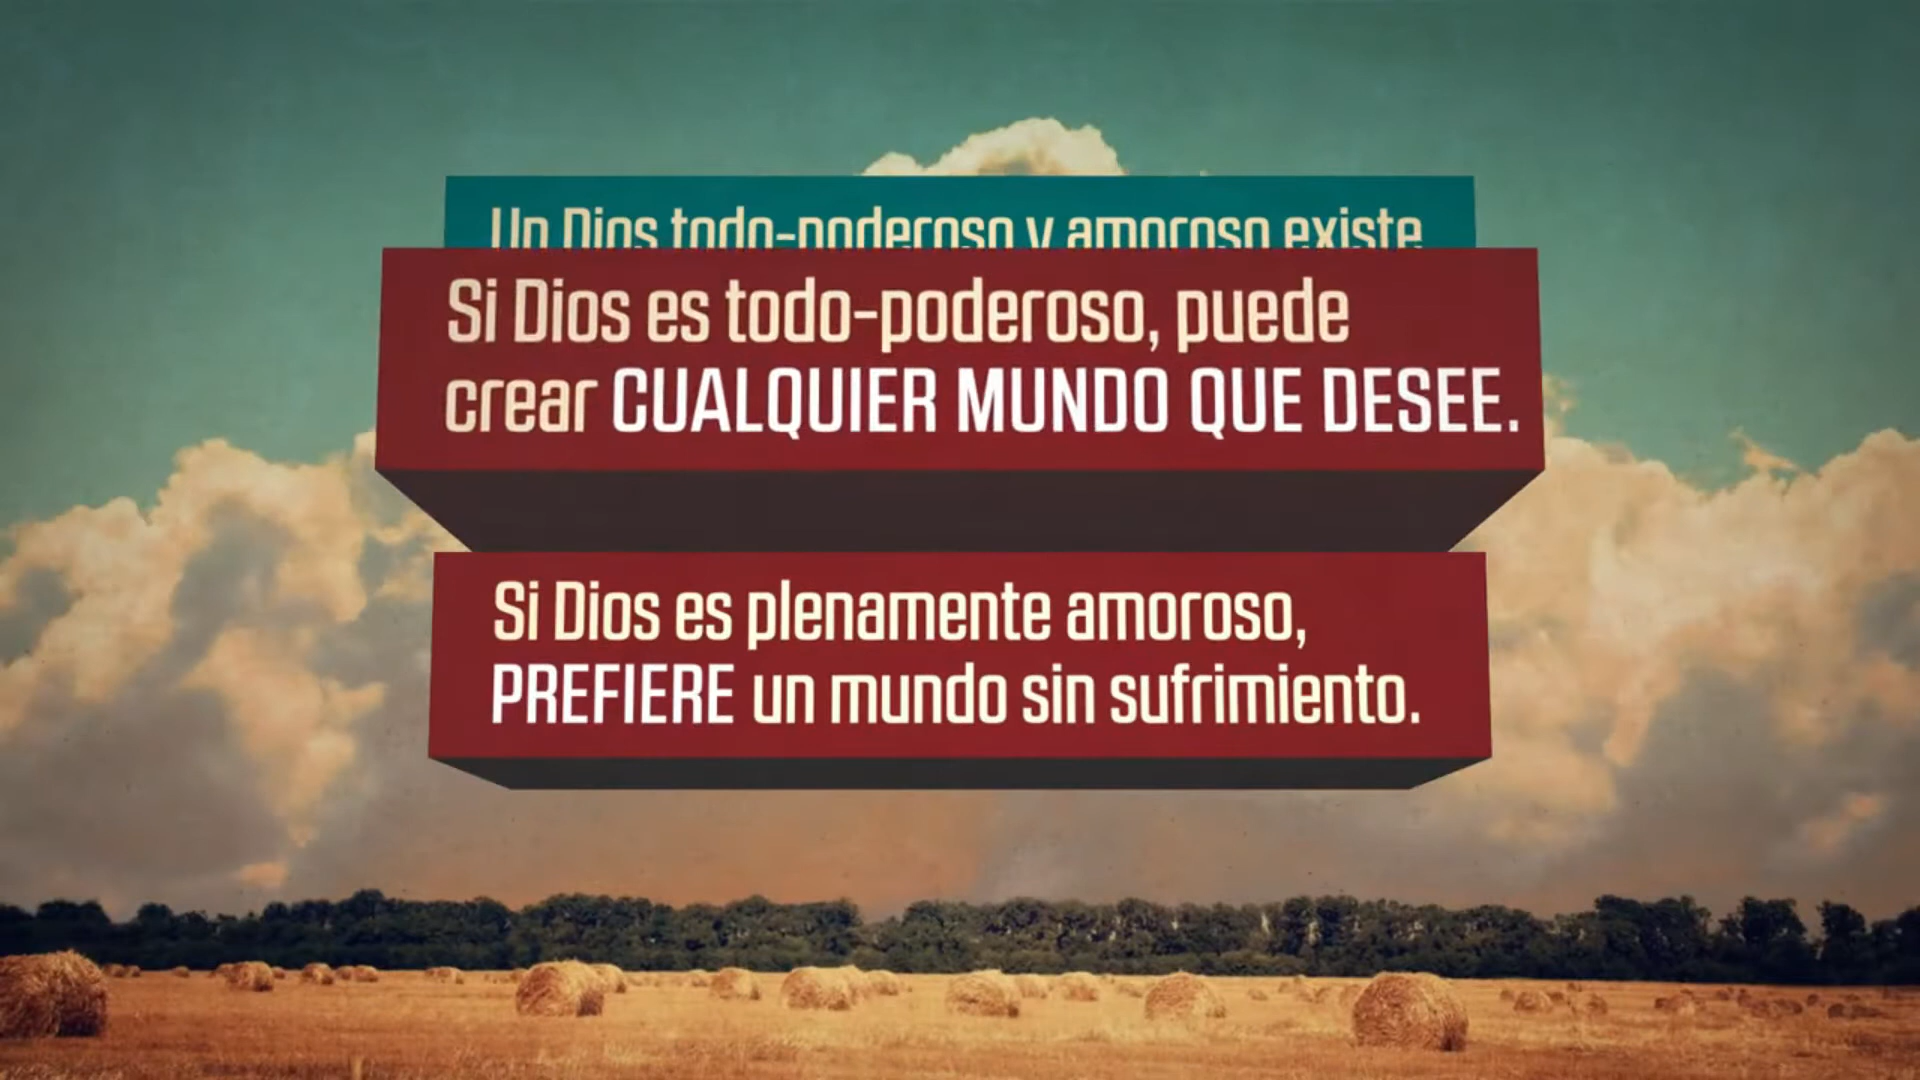 Un Dios todo-poderoso y amoroso existe
Si Dios es todo-poderoso, puede
crear CUALQUIER MUNDO QUE DESEE.
Si Dios es plenamente amoroso,
PREFIERE un mundo sin sufrimiento.